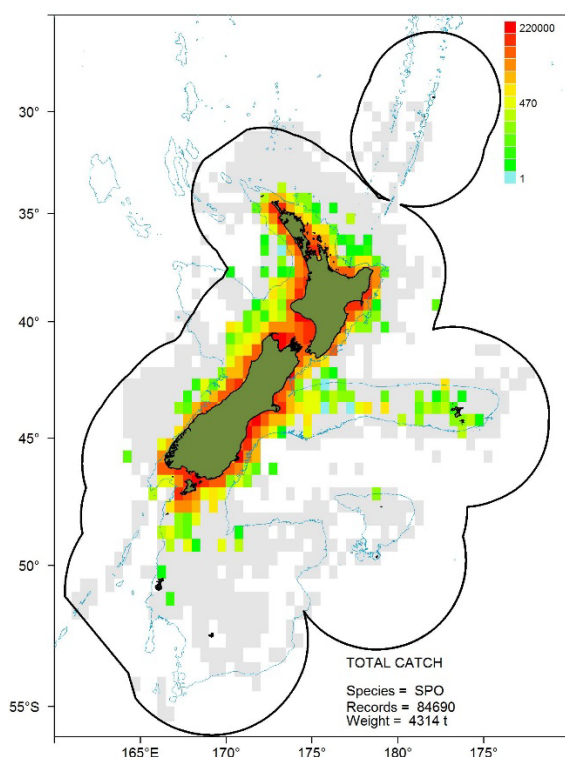 220000
470
1
30°
35°
40°
45°
50°
55°S
TOTAL CATCH
Species = SPO
Records = 84690
Weight = 4314 t
165°E 170° 175° 180° 175°